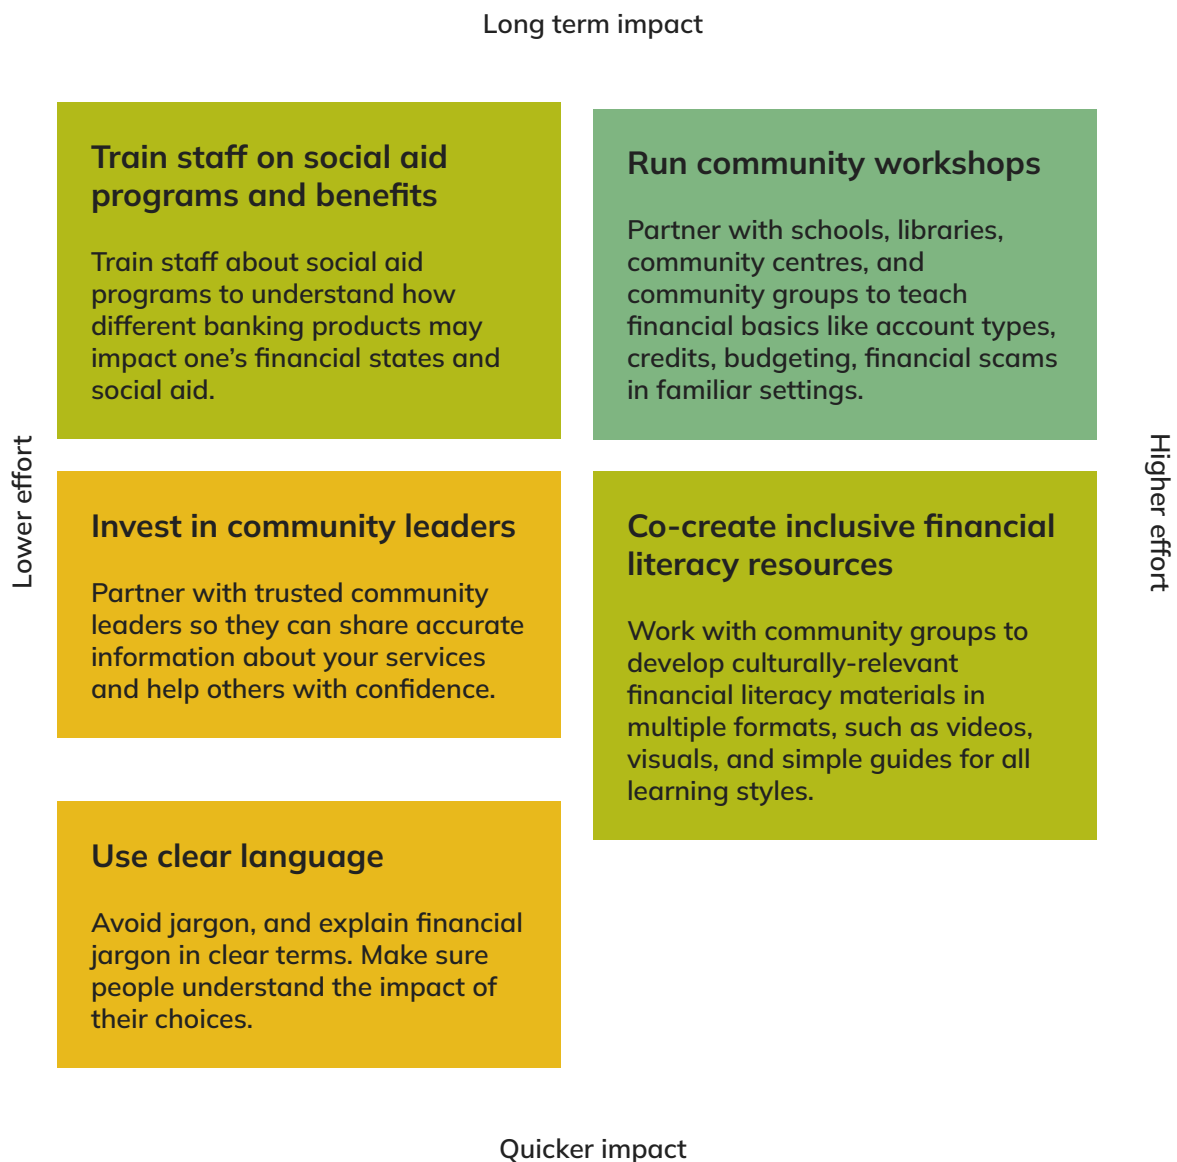 Long term impact
Train staff on social aid
programs and benefits
Train staff about social aid
programs to understand how
different banking products may
impact one’s financial states and
social aid.
Run community workshops
Partner with schools, libraries,
community centres, and
community groups to teach
financial basics like account types,
credits, budgeting, financial scams
in familiar settings.
Lower effort
Higher effort
Invest in community leaders
Partner with trusted community
leaders so they can share accurate
information about your services
and help others with confidence.
Co-create inclusive financial
literacy resources
Work with community groups to
develop culturally-relevant
financial literacy materials in
multiple formats, such as videos,
visuals, and simple guides for all
learning styles.
Use clear language
Avoid jargon, and explain financial
jargon in clear terms. Make sure
people understand the impact of
their choices.
Quicker impact